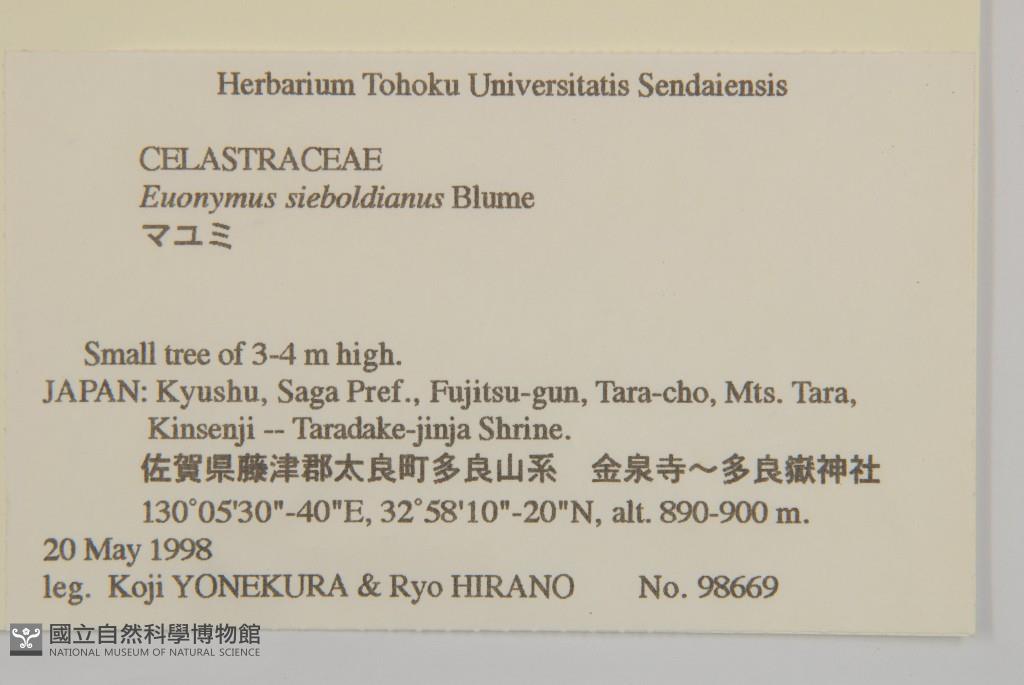 Herbarium Tohoku Universitatis Sendaiensis
CELASTRACEAE
Euonymus sieboldianus Blume
マユミ
Small tree of 3-4 m high.
JAPAN: Kyushu, Saga Pref., Fujitsu-gun, Tara-cho, Mts. Tara,
Kinsenji -- Taradake-jinja Shrine.
佐賀県藤津郡太良町多良山系　金泉寺～多良嶽神社
130°05'30"-40"E, 32°58'10"-20"N, alt. 890-900 m.
20 May 1998
leg. Koji YONEKURA & Ryo HIRANO No. 98669
國立自然科學博物館
NATIONAL MUSEUM OF NATURAL SCIENCE